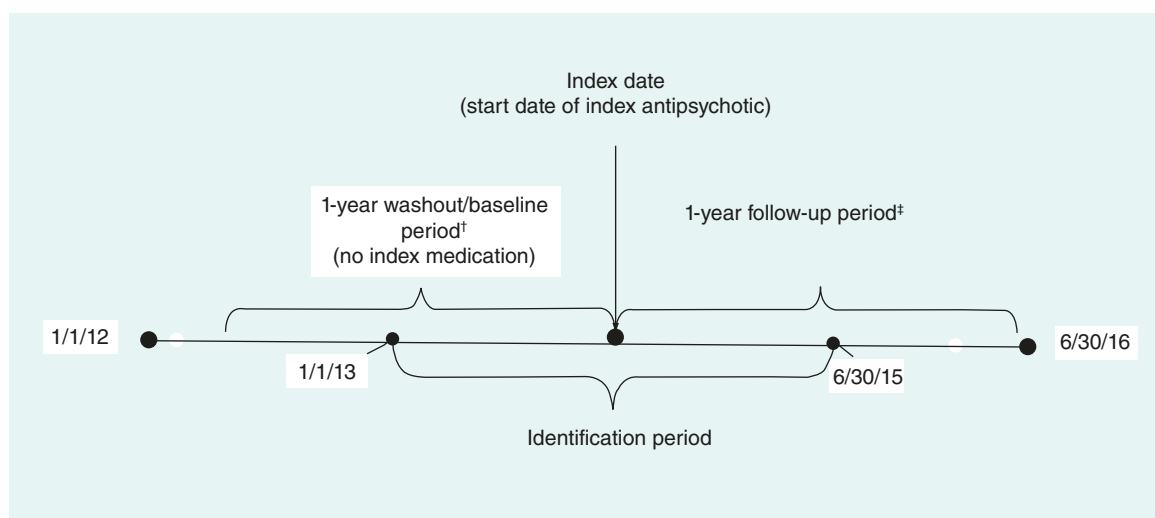 Index date
(start date of index antipsychotic)
1-year washout/baseline
period†
(no index medication)
1-year follow-up period‡
1/1/12
6/30/16
1/1/13
6/30/15
Identification period